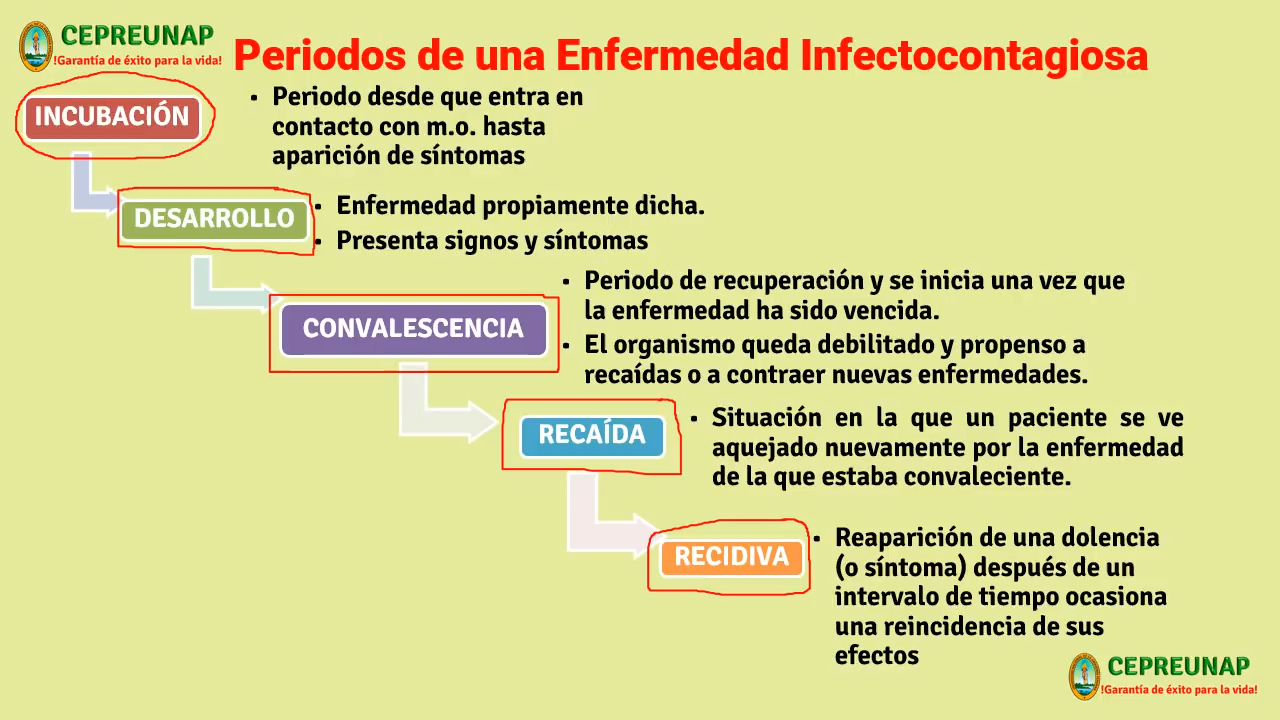 CEPREUNAP
!Garantía de éxito para la vida!
Periodos de una Enfermedad Infectocontagiosa
INCUBACIÓN
▪ Periodo desde que entra en
contacto con m.o. hasta
aparición de síntomas
DESARROLLO
▪ Enfermedad propiamente dicha.
▪ Presenta signos y síntomas
CONVALESCENCIA
▪ Periodo de recuperación y se inicia una vez que
la enfermedad ha sido vencida.
▪ El organismo queda debilitado y propenso a
recaídas o a contraer nuevas enfermedades.
RECAÍDA
▪ Situación en la que un paciente se ve
aquejado nuevamente por la enfermedad
de la que estaba convaleciente.
RECIDIVA
▪ Reaparición de una dolencia
(o síntoma) después de un
intervalo de tiempo ocasiona
una reincidencia de sus
efectos
CEPREUNAP
!Garantía de éxito para la vida!